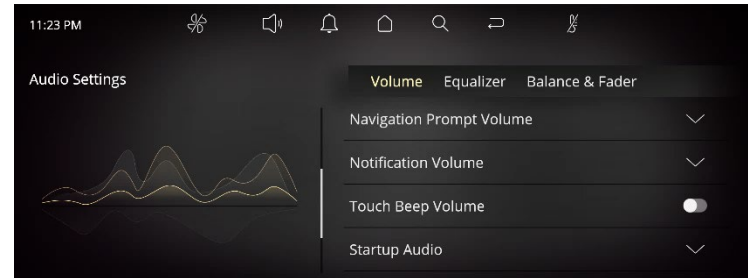 11:23 PM
Audio Settings
Volume Equalizer Balance & Fader
Navigation Prompt Volume
Notification Volume
Touch Beep Volume
Startup Audio